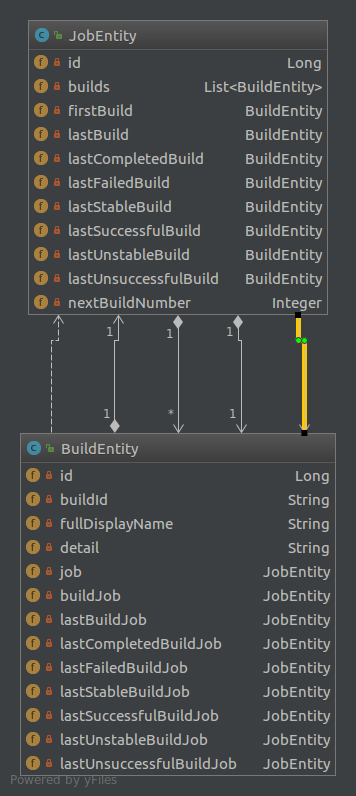 JobEntity
id Long
builds List<BuildEntity>
firstBuild BuildEntity
lastBuild BuildEntity
lastCompletedBuild BuildEntity
lastFailedBuild BuildEntity
lastStableBuild BuildEntity
lastSuccessfulBuild BuildEntity
lastUnstableBuild BuildEntity
lastUnsuccessfulBuild BuildEntity
nextBuildNumber Integer
1 1 1
1 * 1
BuildEntity
id Long
buildId String
fullDisplayName String
detail String
job JobEntity
buildJob JobEntity
lastBuildJob JobEntity
lastCompletedBuildJob JobEntity
lastFailedBuildJob JobEntity
lastStableBuildJob JobEntity
lastSuccessfulBuildJob JobEntity
lastUnstableBuildJob JobEntity
lastUnsuccessfulBuildJob JobEntity
Powered by yFiles